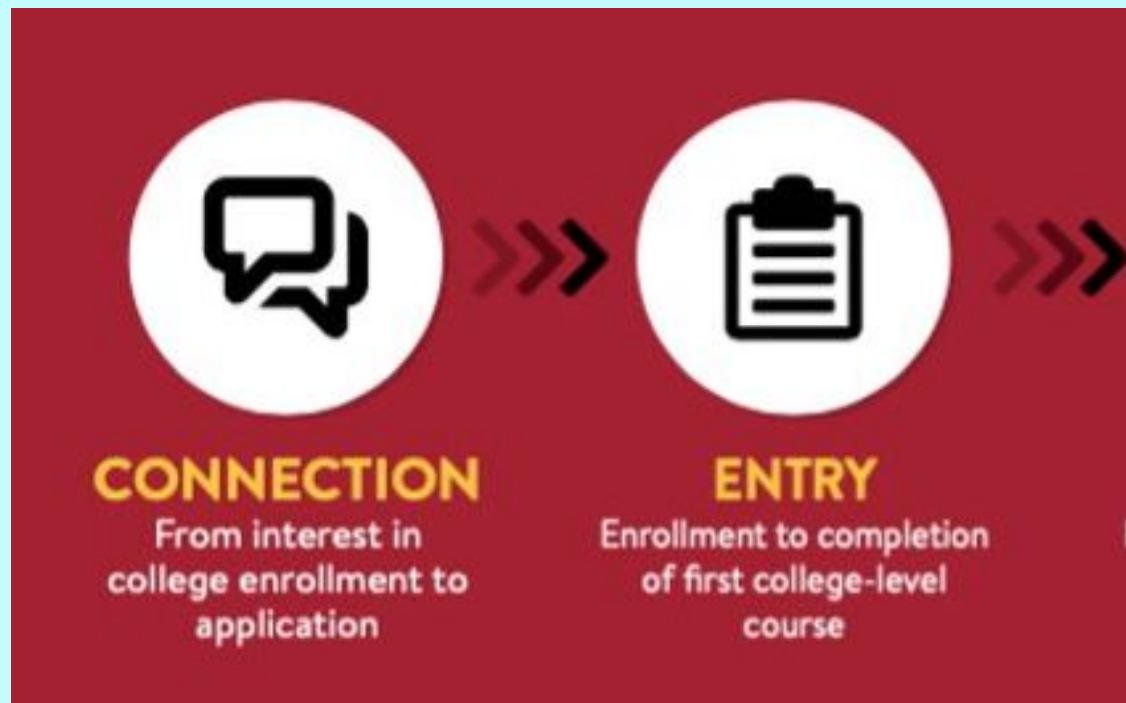 CONNECTION
From interest in
college enrollment to
application
ENTRY
Enrollment to completion
of first college-level
course